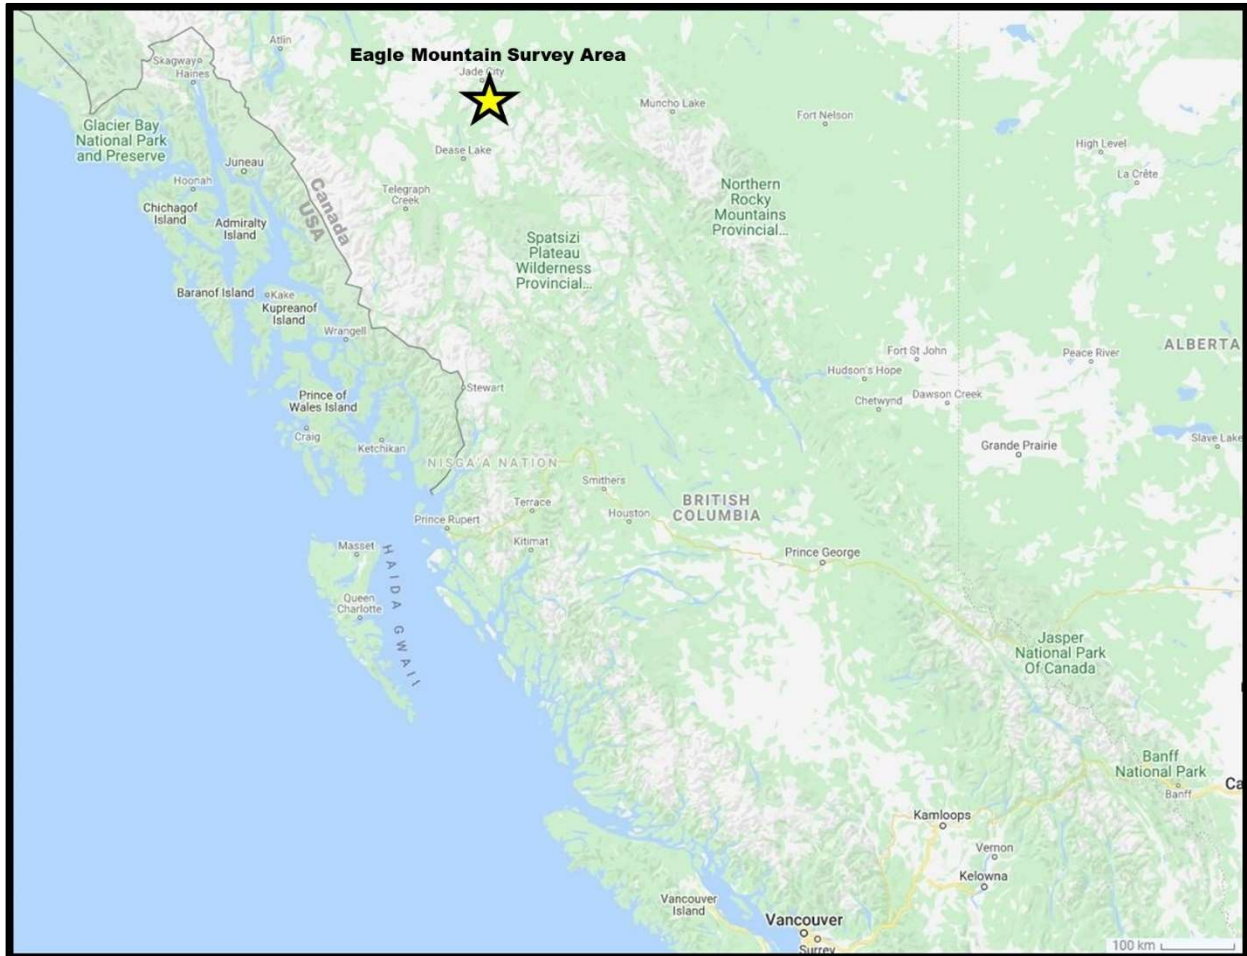 Atlin
Skagway
Haines
Eagle Mountain Survey Area
Jade City
Muncho Lake
Fort Nelson
High Level
La Crête
Glacier Bay
National Park
and Preserve
Juneau
Hoonah
Dease Lake
Telegraph
Creek
Canada
USA
Northern
Rocky
Mountains
Provincial...
Chichagof
Island
Admiralty
Island
Spatsizi
Plateau
Wilderness
Provincial...
Baranof Island
Kake
Kupreanof
Island
Wrangell
Fort St John
Peace River
ALBERTA
Hudson's Hope
Chetwynd
Dawson Creek
Stewart
Prince of
Wales Island
Craig
Ketchikan
Grande Prairie
Slave Lake
NISGA'A NATION
Smithers
Terrace
Houston
BRITISH
COLUMBIA
Prince Rupert
Kitimat
Prince George
Masset
HAIDA GWAII
Queen
Charlotte
Jasper
National Park
Of Canada
Banff
National Park
Banff
Ca
Kamloops
Vernon
Kelowna
Vancouver
Island
Vancouver
Surrey
100 km